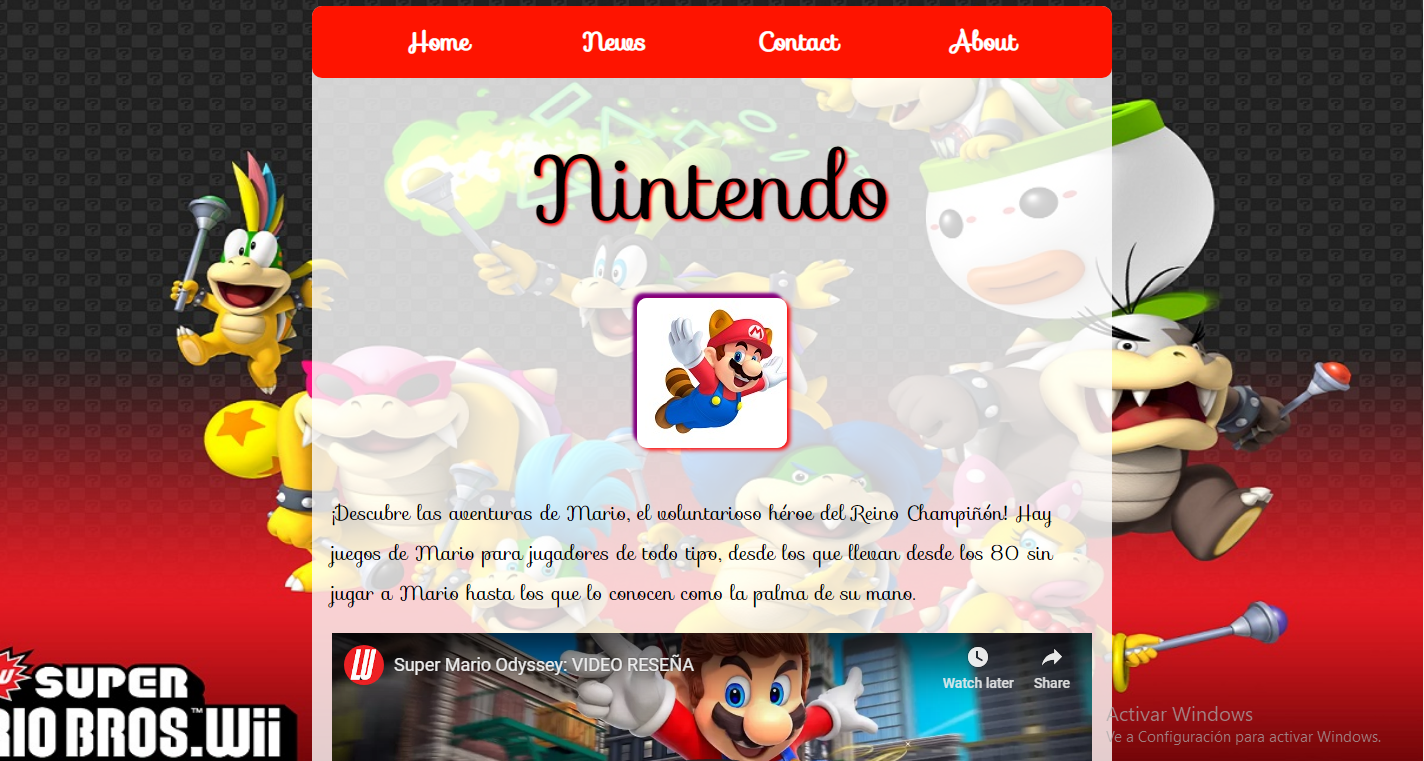 Home News Contact About
Nintendo
M
¡Descubre las aventuras de Mario, el voluntarioso héroe del Reino Champiñón! Hay
juegos de Mario para jugadores de todo tipo, desde los que llevan desde los 80 sin
jugar a Mario hasta los que lo conocen como la palma de su mano.
Super Mario Odyssey: VIDEO RESEÑA
Watch later Share
SUPER
RIO BROS.Wii
TM
Activar Windows
Ve a Configuración para activar Windows.